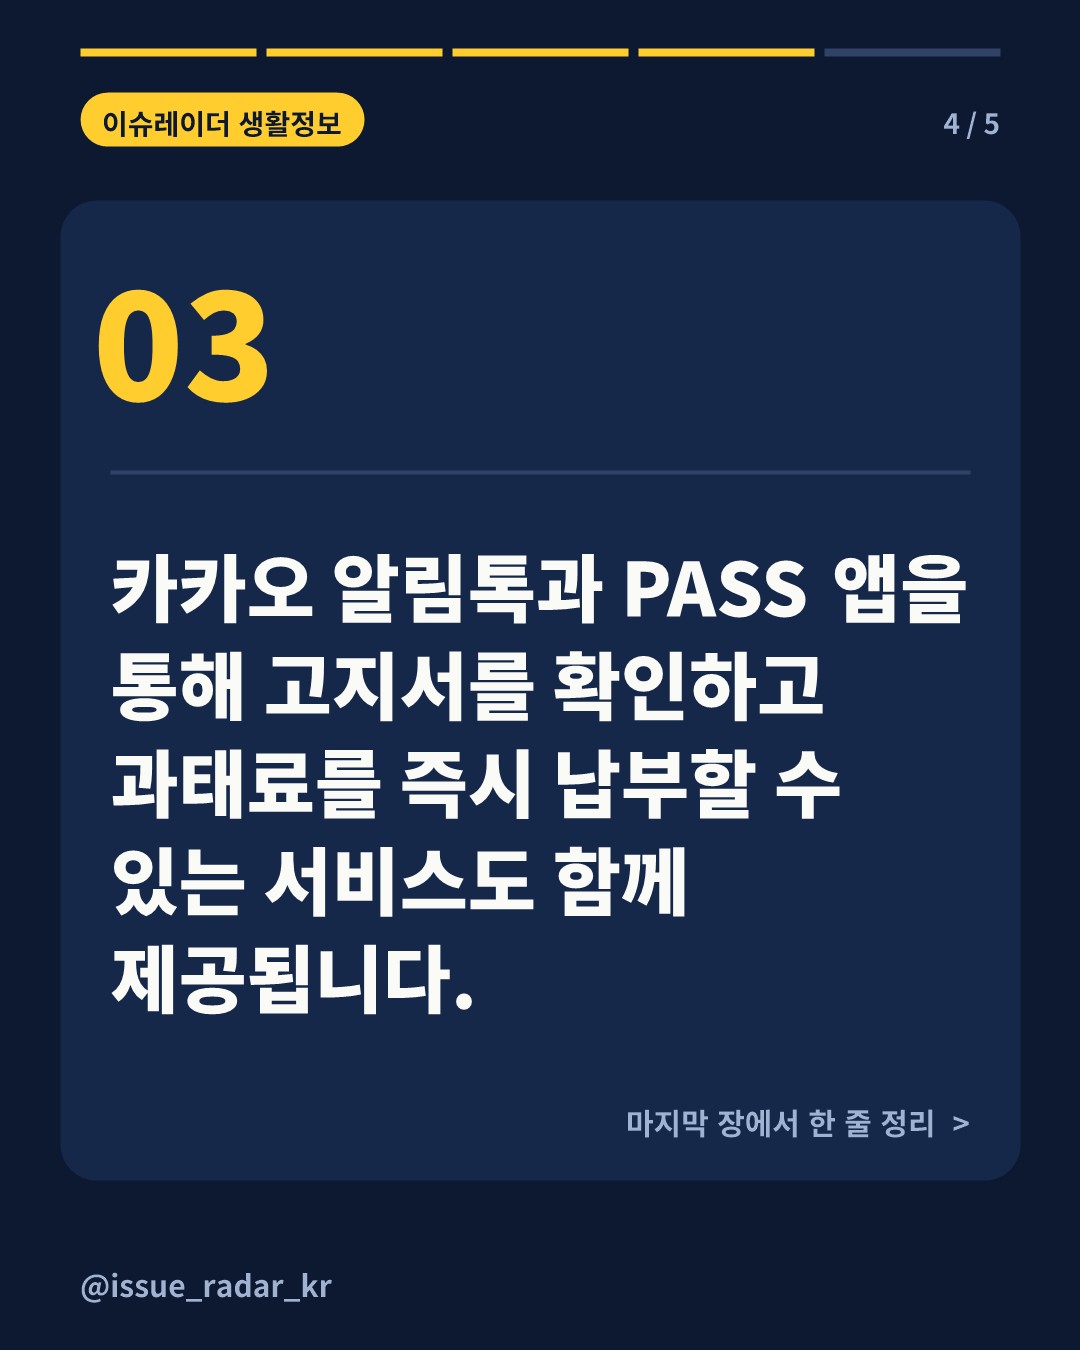 이슈레이더 생활정보
4 / 5
03
카카오 알림톡과 PASS 앱을
통해 고지서를 확인하고
과태료를 즉시 납부할 수
있는 서비스도 함께
제공됩니다.
마지막 장에서 한 줄 정리 >
@issue_radar_kr